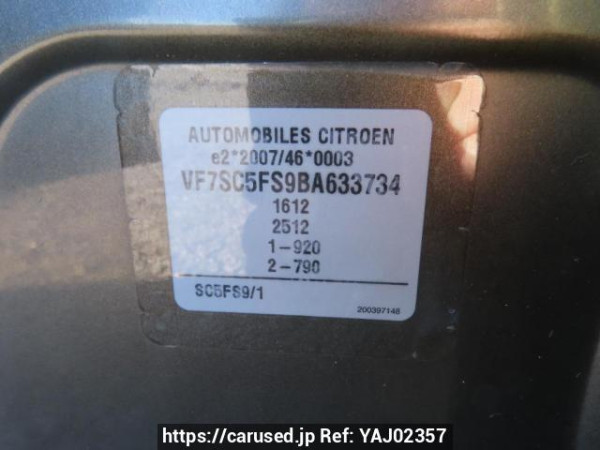 AUTOMOBILES CITROEN
e2*2007/46*0003
VF7SC5FS9BA633734
1612
2512
1-920
2-790
SC5FS9/1
200397148
https://carused.jp Ref: YAJ02357